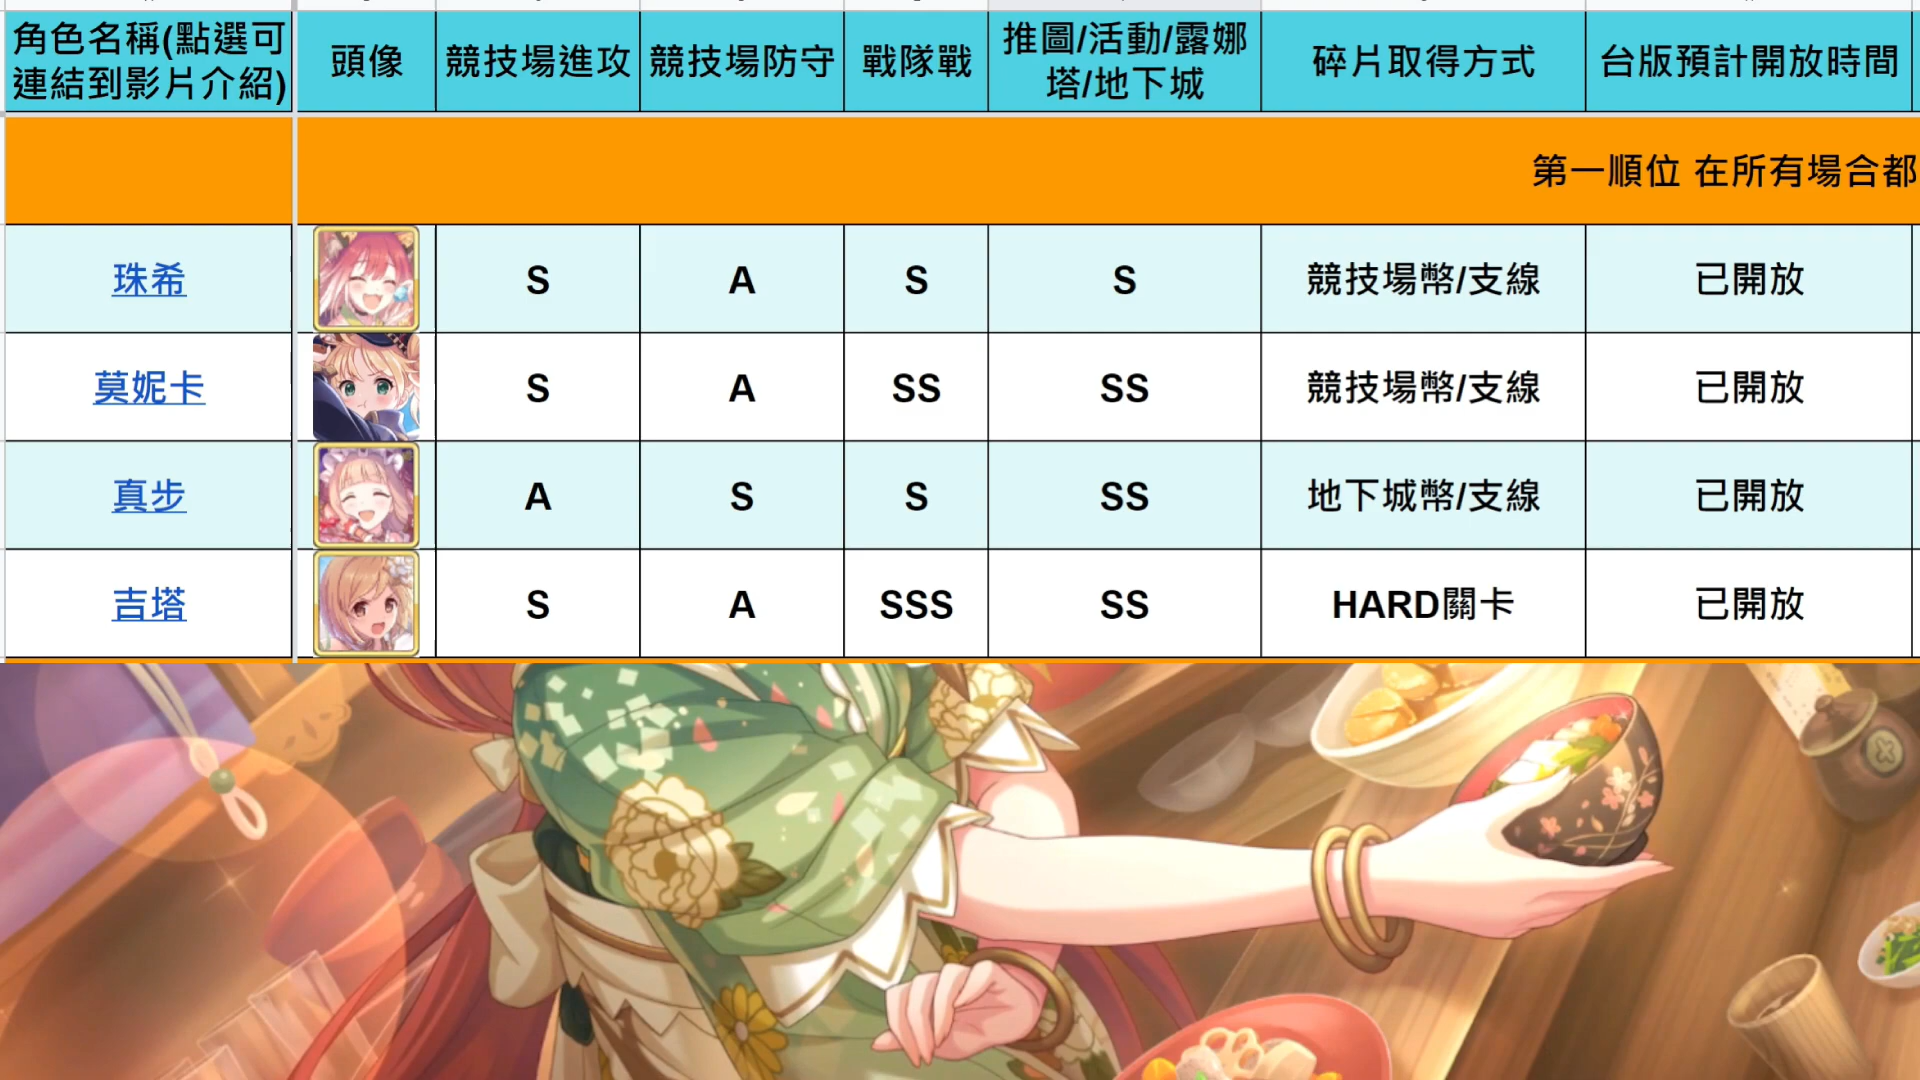 角色名稱(點選可
連結到影片介紹)
頭像
競技場進攻
競技場防守
戰隊戰
推圖/活動/露娜
塔/地下城
碎片取得方式
台版預計開放時間
第一順位 在所有場合都
珠希 S A S S 競技場幣/支線 已開放
莫妮卡 S A SS SS 競技場幣/支線 已開放
真步 A S S SS 地下城幣/支線 已開放
吉塔 S A SSS SS HARD關卡 已開放